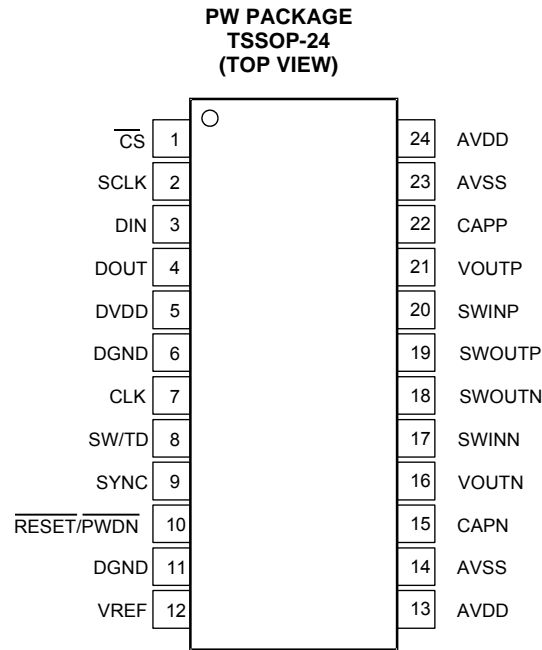 PW PACKAGE
TSSOP-24
(TOP VIEW)
CS 1
SCLK 2
DIN 3
DOUT 4
DVDD 5
DGND 6
CLK 7
SW/TD 8
SYNC 9
RESET/PWDN 10
DGND 11
VREF 12
24 AVDD
23 AVSS
22 CAPP
21 VOUTP
20 SWINP
19 SWOUTP
18 SWOUTN
17 SWINN
16 VOUTN
15 CAPN
14 AVSS
13 AVDD